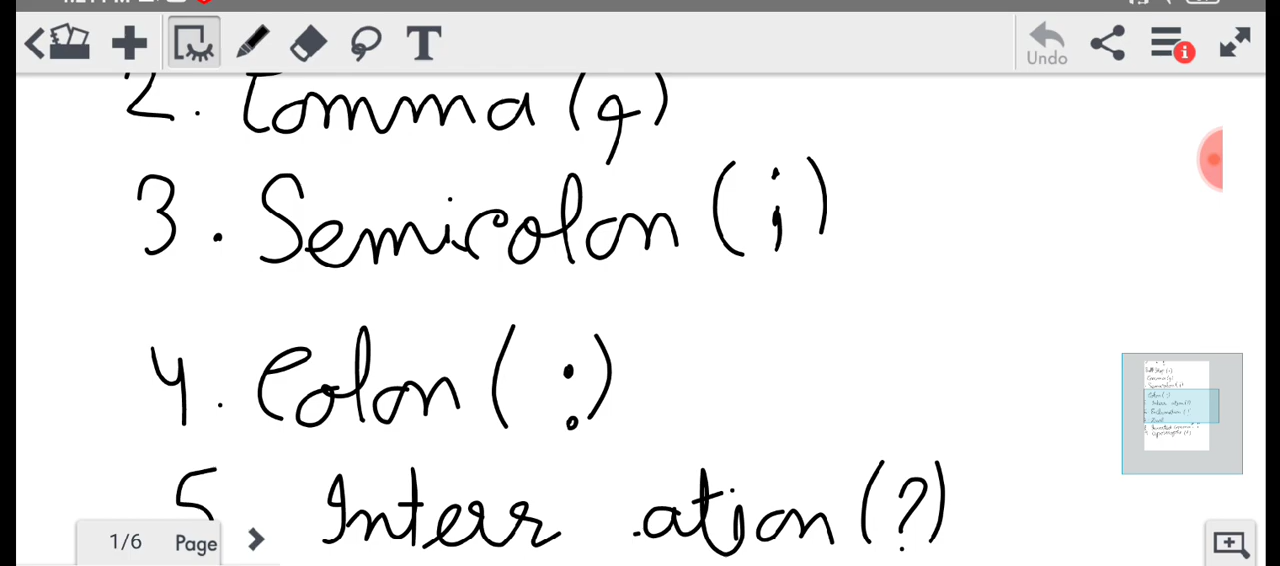 Undo
2. Comma (,)
3. Semicolon (;)
4. Colon (:)
5. Interr ation (?)
1/6 Page